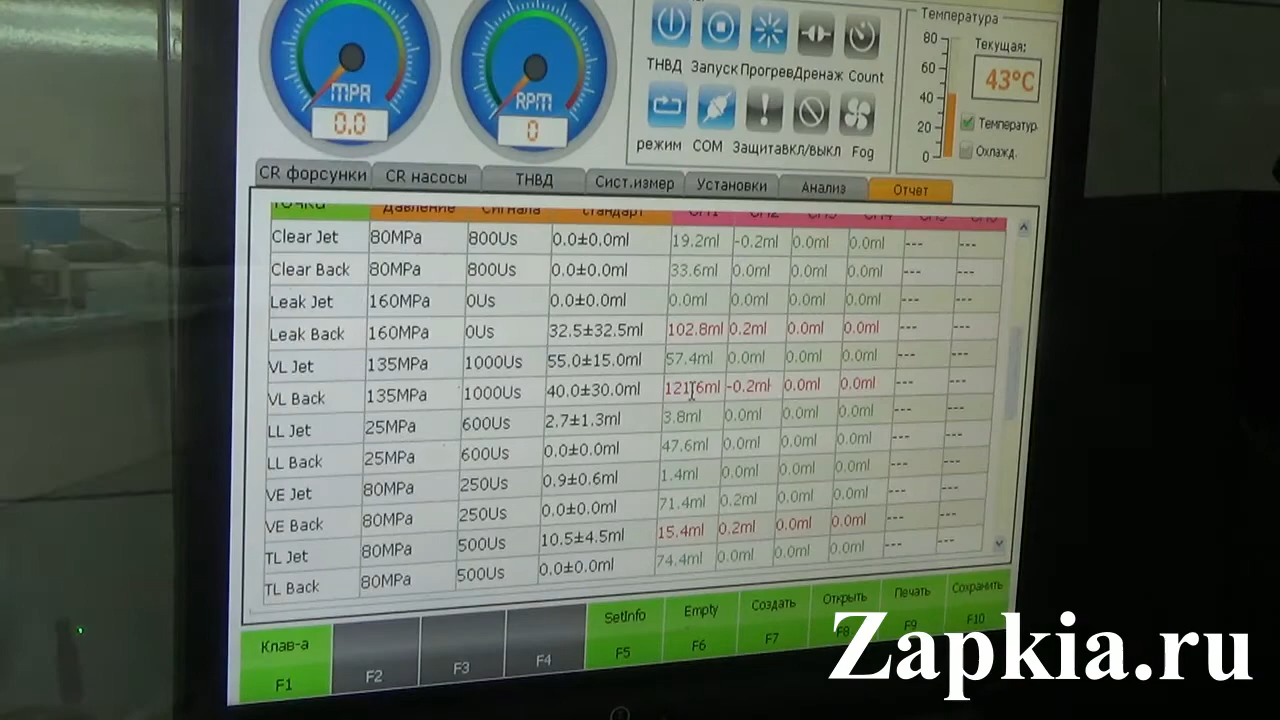 Температура
80
60
40
20
0
Текущая:
43°C
Температур.
Охлажд.
MPA
0.0
RPM
0
ТНВД Запуск Прогрев Дренаж Count
режим COM Защита вкл/выкл Fog
CR форсунки CR насосы ТНВД Сист.измер Установки Анализ Отчет
Точка Давление Сигнала стандарт CH1 CH2 CH3 CH4 CH5 CH6
Clear Jet 80MPa 800Us 0.0±0.0ml 19.2ml -0.2ml 0.0ml 0.0ml --- ---
Clear Back 80MPa 800Us 0.0±0.0ml 33.6ml 0.0ml 0.0ml 0.0ml --- ---
Leak Jet 160MPa 0Us 0.0±0.0ml 0.0ml 0.0ml 0.0ml 0.0ml --- ---
Leak Back 160MPa 0Us 32.5±32.5ml 102.8ml 0.2ml 0.0ml 0.0ml --- ---
VL Jet 135MPa 1000Us 55.0±15.0ml 57.4ml 0.0ml 0.0ml 0.0ml --- ---
VL Back 135MPa 1000Us 40.0±30.0ml 121.6ml -0.2ml 0.0ml 0.0ml --- ---
LL Jet 25MPa 600Us 2.7±1.3ml 3.8ml 0.0ml 0.0ml 0.0ml --- ---
LL Back 25MPa 600Us 0.0±0.0ml 47.6ml 0.0ml 0.0ml 0.0ml --- ---
VE Jet 80MPa 250Us 0.9±0.6ml 1.4ml 0.0ml 0.0ml 0.0ml --- ---
VE Back 80MPa 250Us 0.0±0.0ml 71.4ml 0.2ml 0.0ml 0.0ml --- ---
TL Jet 80MPa 500Us 10.5±4.5ml 15.4ml 0.2ml 0.0ml 0.0ml --- ---
TL Back 80MPa 500Us 0.0±0.0ml 74.4ml 0.0ml 0.0ml 0.0ml --- ---
Клав-а SetInfo Empty Создать Открыть Печать Сохранить
F1 F2 F3 F4 F5 F6 F7 F8 F9 F10
Zapkia.ru